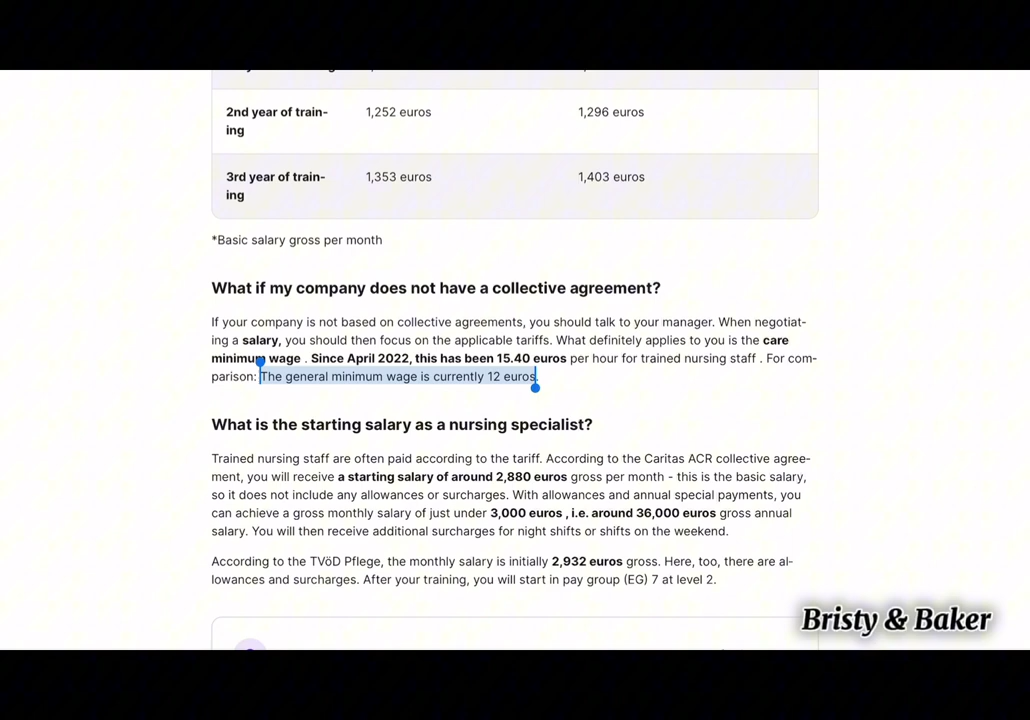 2nd year of train-
ing
1,252 euros
1,296 euros
3rd year of train-
ing
1,353 euros
1,403 euros
*Basic salary gross per month
What if my company does not have a collective agreement?
If your company is not based on collective agreements, you should talk to your manager. When negotiat-
ing a salary, you should then focus on the applicable tariffs. What definitely applies to you is the care
minimum wage . Since April 2022, this has been 15.40 euros per hour for trained nursing staff . For com-
parison: The general minimum wage is currently 12 euros.
What is the starting salary as a nursing specialist?
Trained nursing staff are often paid according to the tariff. According to the Caritas ACR collective agree-
ment, you will receive a starting salary of around 2,880 euros gross per month - this is the basic salary,
so it does not include any allowances or surcharges. With allowances and annual special payments, you
can achieve a gross monthly salary of just under 3,000 euros , i.e. around 36,000 euros gross annual
salary. You will then receive additional surcharges for night shifts or shifts on the weekend.
According to the TVöD Pflege, the monthly salary is initially 2,932 euros gross. Here, too, there are al-
lowances and surcharges. After your training, you will start in pay group (EG) 7 at level 2.
Bristy & Baker